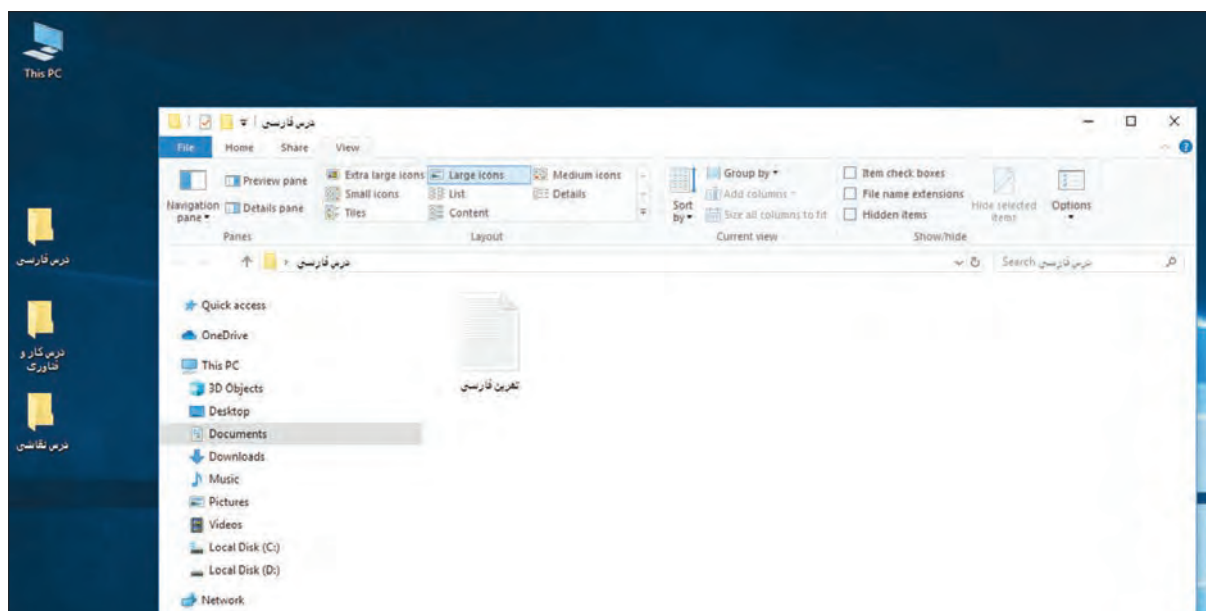 This PC
درس فارسی
درس کار و
فناوری
درس نقاشی
درس فارسی
File Home Share View
Navigation
pane
Preview pane
Details pane
Panes
Extra large icons Large icons Medium icons
Small icons List Details
Tiles Content
Layout
Sort
by
Group by
Add columns
Size all columns to fit
Current view
Item check boxes
File name extensions
Hidden items
Hide selected
items
Show/hide
Options
درس فارسی
Search درس فارسی
Quick access
OneDrive
This PC
3D Objects
Desktop
Documents
Downloads
Music
Pictures
Videos
Local Disk (C:)
Local Disk (D:)
Network
تمرین فارسی